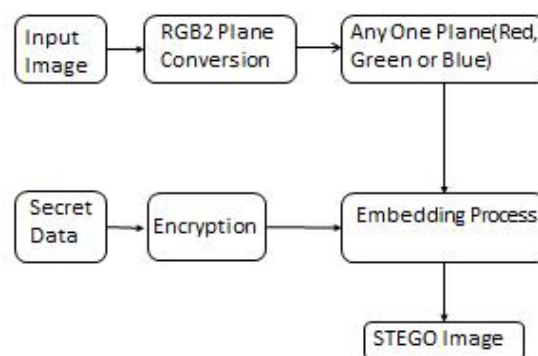 Input
Image
RGB2 Plane
Conversion
Any One Plane(Red,
Green or Blue)
Secret
Data
Encryption
Embedding Process
STEGO Image